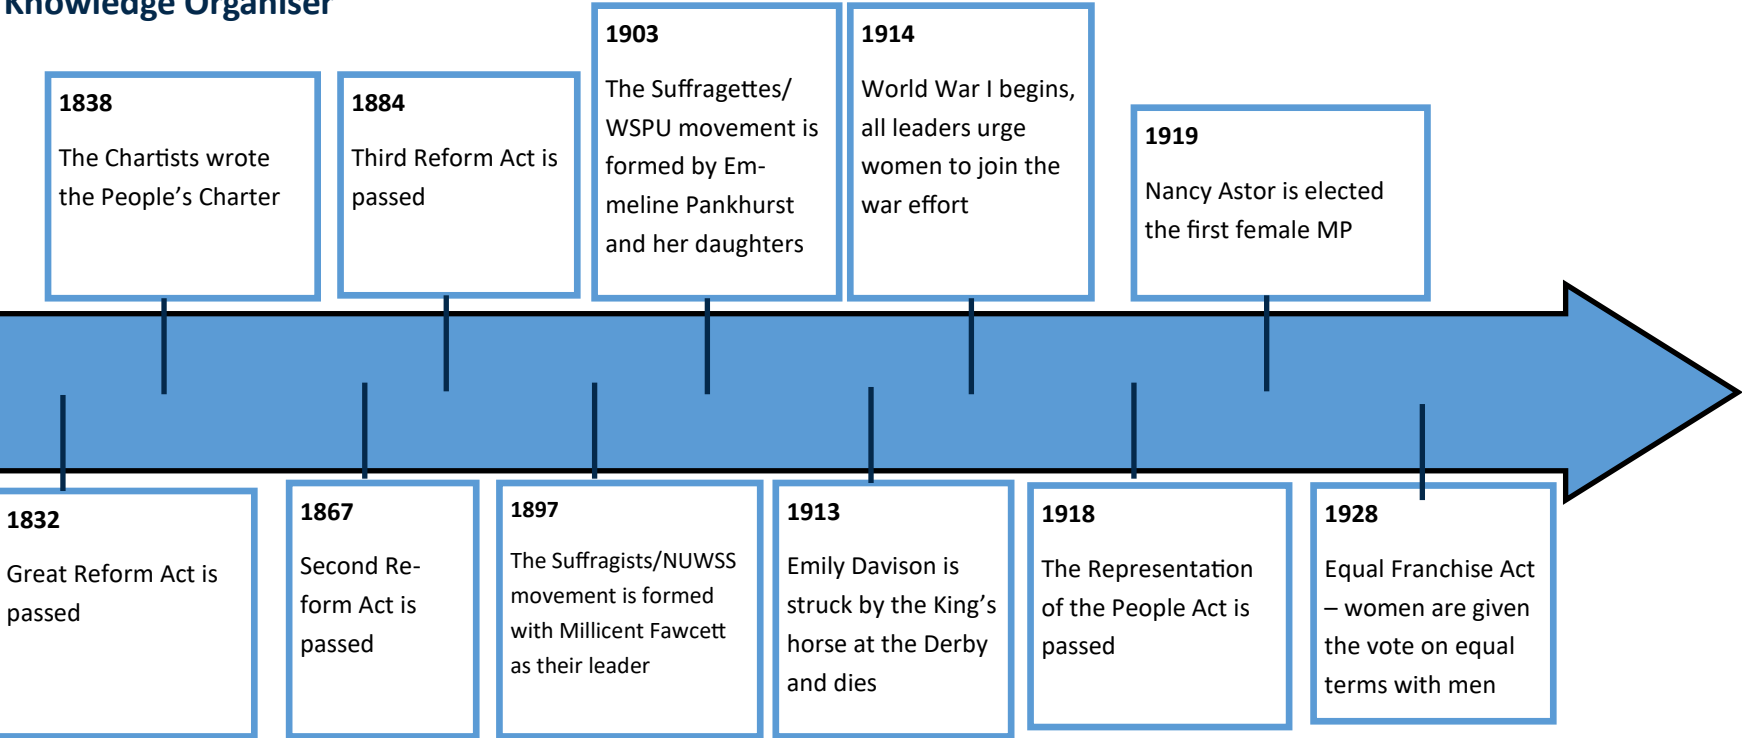 Knowledge Organiser
1838
The Chartists wrote
the People's Charter
1884
Third Reform Act is
passed
1903
The Suffragettes/
WSPU movement is
formed by Em-
meline Pankhurst
and her daughters
1914
World War I begins,
all leaders urge
women to join the
war effort
1919
Nancy Astor is elected
the first female MP
1832
Great Reform Act is
passed
1867
Second Re-
form Act is
passed
1897
The Suffragists/NUWSS
movement is formed
with Millicent Fawcett
as their leader
1913
Emily Davison is
struck by the King’s
horse at the Derby
and dies
1918
The Representation
of the People Act is
passed
1928
Equal Franchise Act
– women are given
the vote on equal
terms with men